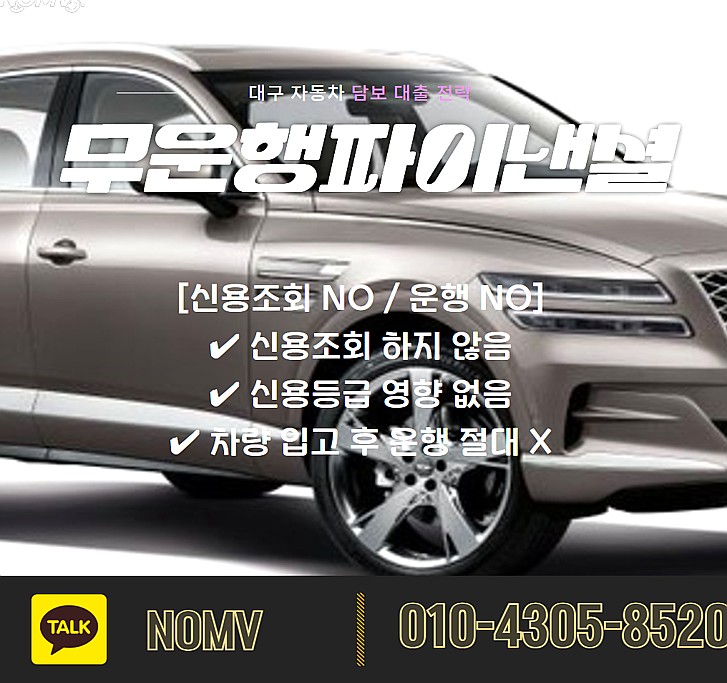 대구 자동차 담보 대출 전략
무운행파이낸셜
[신용조회 NO / 운행 NO]
✔ 신용조회 하지 않음
✔ 신용등급 영향 없음
✔ 차량 입고 후 운행 절대 X
TALK
NOMV
010-4305-8520